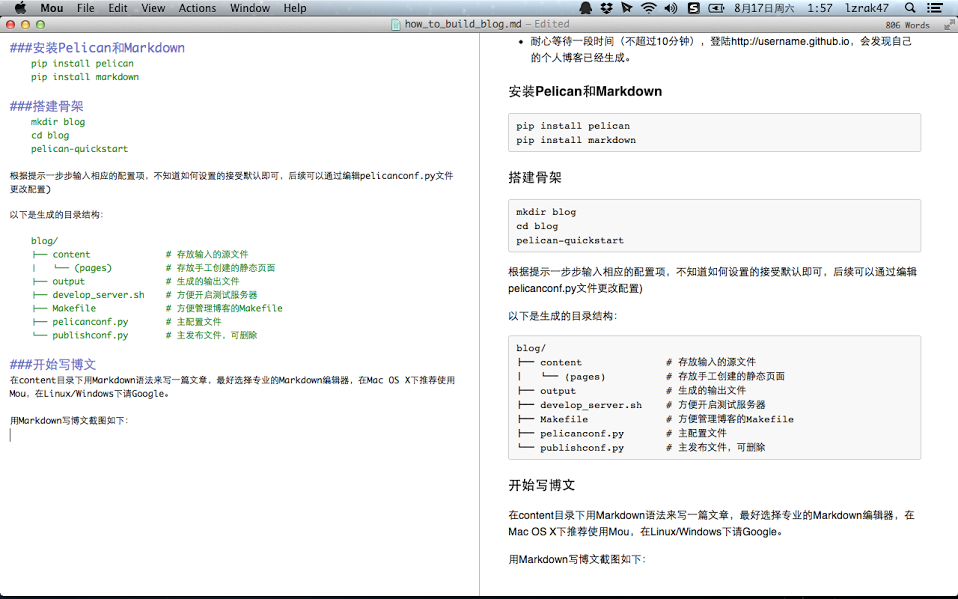 Mou File Edit View Actions Window Help 8月17日周六 1:57 lzrak47
how_to_build_blog.md — Edited 806 Words
###安装Pelican和Markdown
pip install pelican
pip install markdown
###搭建骨架
mkdir blog
cd blog
pelican-quickstart
根据提示一步步输入相应的配置项，不知道如何设置的接受默认即可，后续可以通过编辑pelicanconf.py文件
更改配置)
以下是生成的目录结构：
blog/
├── content # 存放输入的源文件
│   └── (pages) # 存放手工创建的静态页面
├── output # 生成的输出文件
├── develop_server.sh # 方便开启测试服务器
├── Makefile # 方便管理博客的Makefile
├── pelicanconf.py # 主配置文件
└── publishconf.py # 主发布文件，可删除
###开始写博文
在content目录下用Markdown语法来写一篇文章，最好选择专业的Markdown编辑器，在Mac OS X下推荐使用
Mou，在Linux/Windows下请Google。
用Markdown写博文截图如下：
• 耐心等待一段时间（不超过10分钟），登陆http://username.github.io，会发现自己
的个人博客已经生成。
安装Pelican和Markdown
pip install pelican
pip install markdown
搭建骨架
mkdir blog
cd blog
pelican-quickstart
根据提示一步步输入相应的配置项，不知道如何设置的接受默认即可，后续可以通过编辑
pelicanconf.py文件更改配置)
以下是生成的目录结构：
blog/
├── content # 存放输入的源文件
│   └── (pages) # 存放手工创建的静态页面
├── output # 生成的输出文件
├── develop_server.sh # 方便开启测试服务器
├── Makefile # 方便管理博客的Makefile
├── pelicanconf.py # 主配置文件
└── publishconf.py # 主发布文件，可删除
开始写博文
在content目录下用Markdown语法来写一篇文章，最好选择专业的Markdown编辑器，在
Mac OS X下推荐使用Mou，在Linux/Windows下请Google。
用Markdown写博文截图如下：